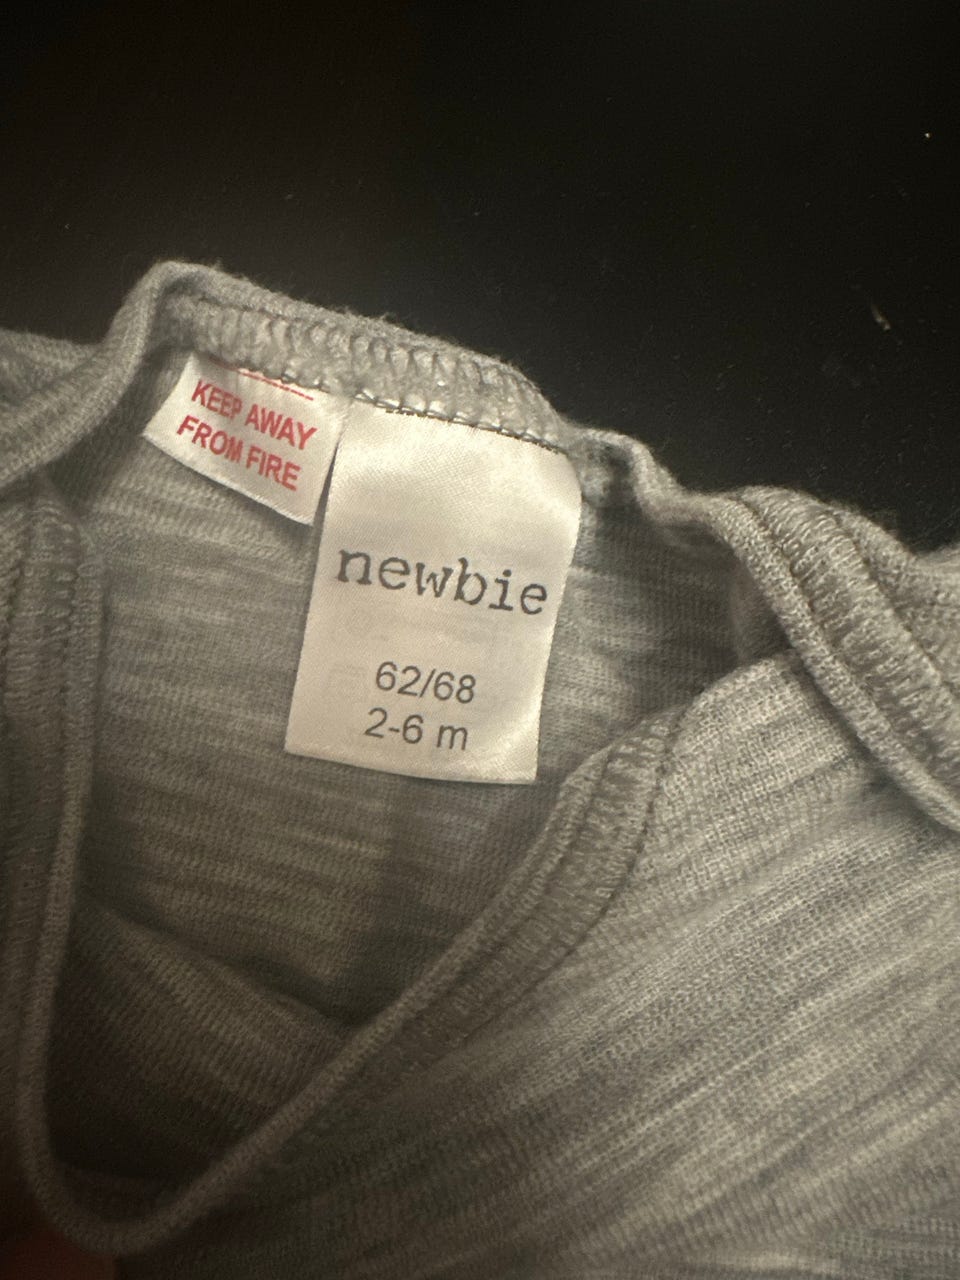 KEEP AWAY
FROM FIRE
newbie
62/68
2-6 m